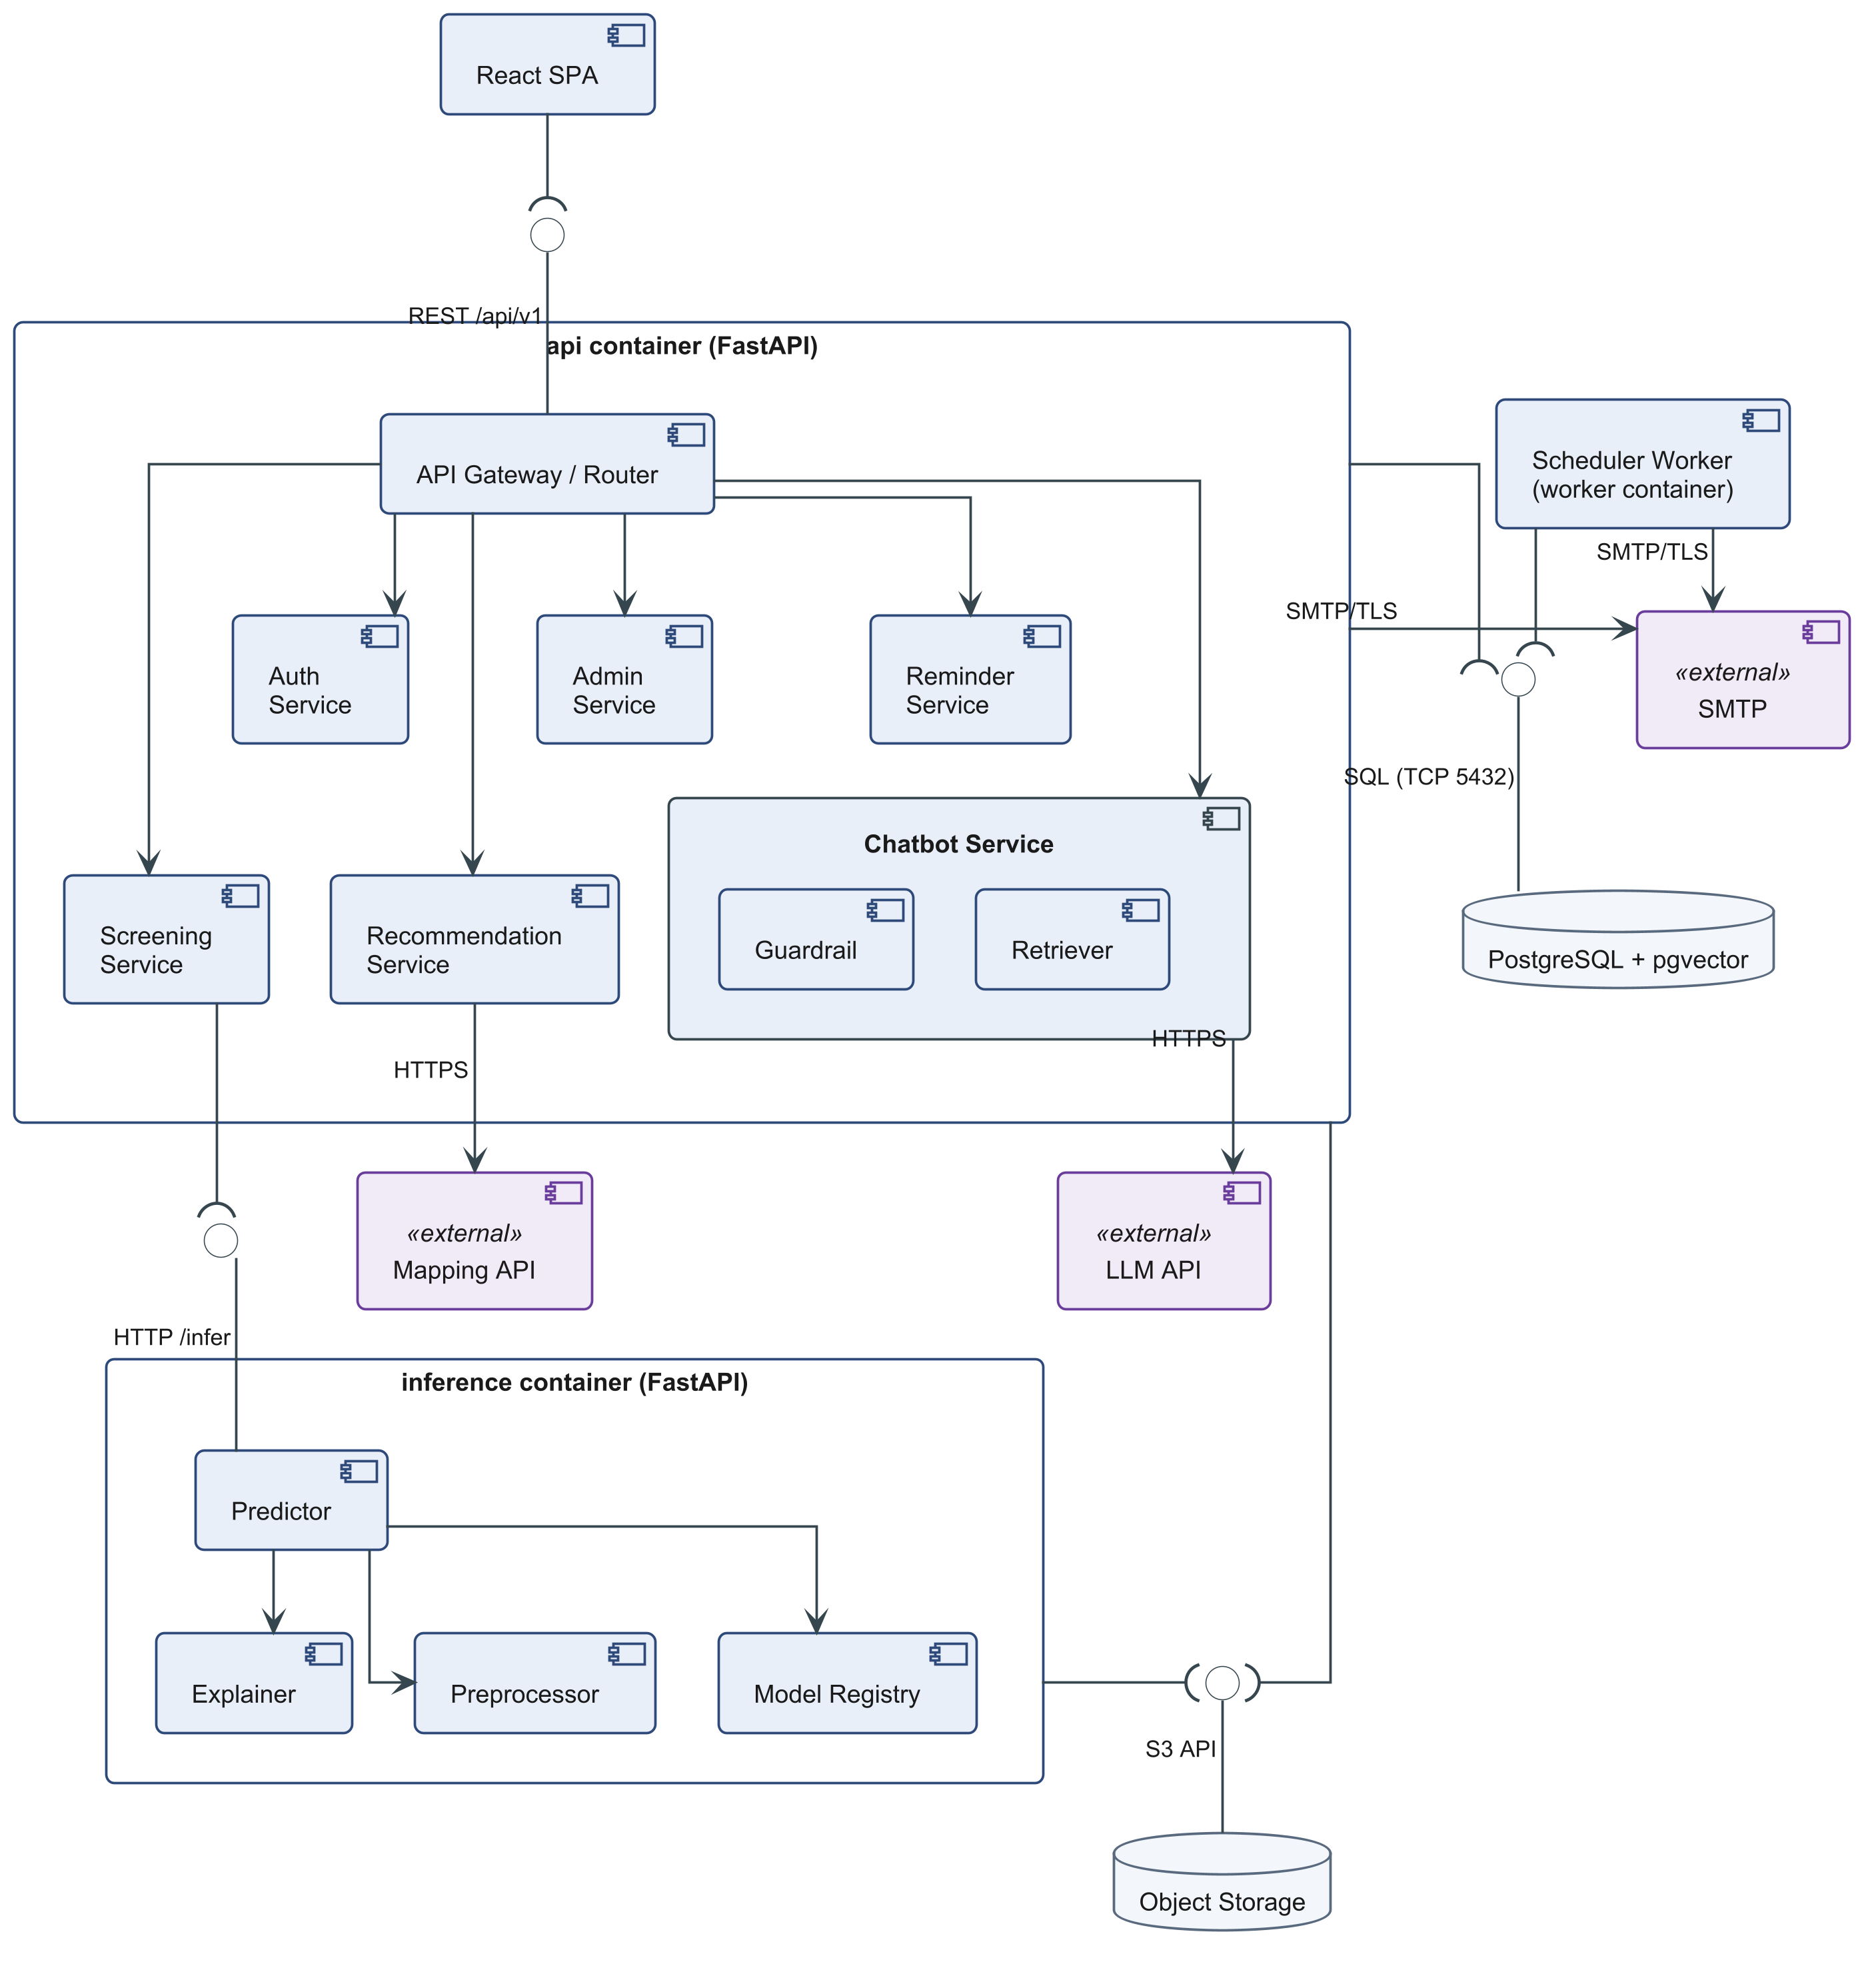 React SPA
REST /api/v1
api container (FastAPI)
API Gateway / Router
Scheduler Worker
(worker container)
SMTP/TLS
SMTP/TLS
Auth
Service
Admin
Service
Reminder
Service
«external»
SMTP
SQL (TCP 5432)
Chatbot Service
Guardrail
Retriever
Screening
Service
Recommendation
Service
PostgreSQL + pgvector
HTTPS
HTTPS
«external»
Mapping API
«external»
LLM API
HTTP /infer
inference container (FastAPI)
Predictor
Explainer
Preprocessor
Model Registry
S3 API
Object Storage